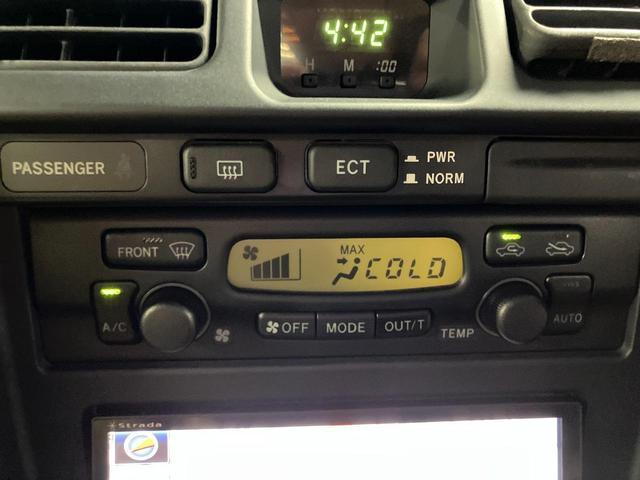 4:42
H M :00
PASSENGER
ECT
PWR
NORM
FRONT
MAX
COLD
A/C
OFF MODE OUT/T
TEMP
AUTO
Strada